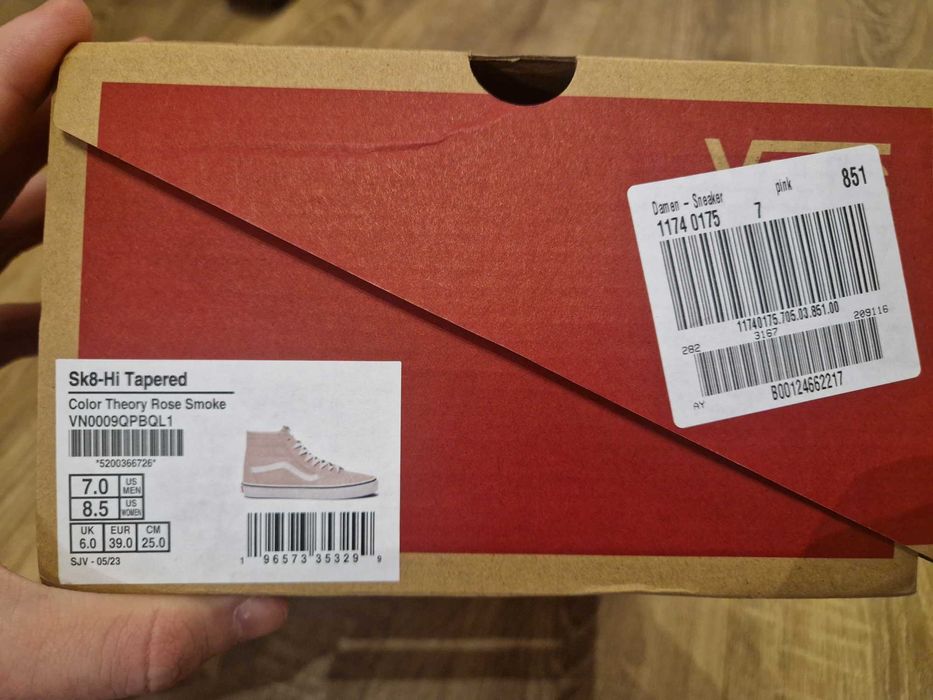 Damen - Sneaker pink 851
1174 0175 7
11740175.705.03.851.00
282 3167 209116
AY B00124662217
Sk8-Hi Tapered
Color Theory Rose Smoke
VN0009QPBQL1
*5200366726*
7.0 US MEN
8.5 US WOMEN
UK EUR CM
6.0 39.0 25.0
SJV - 05/23
1 96573 35329 9